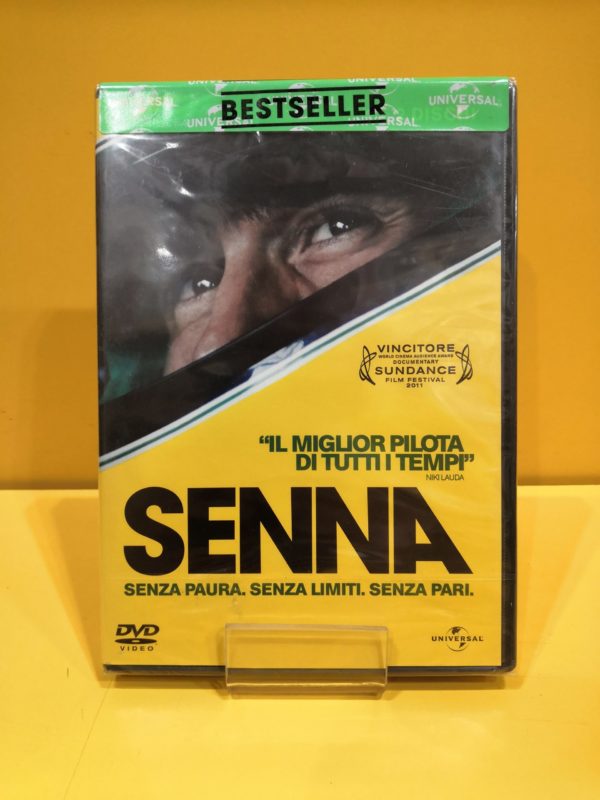 BESTSELLER
UNIVERSAL
UNIVERSAL
VINCITORE
WORLD CINEMA AUDIENCE AWARD
DOCUMENTARY
SUNDANCE
FILM FESTIVAL
2011
“IL MIGLIOR PILOTA
DI TUTTI I TEMPI”
NIKI LAUDA
SENNA
SENZA PAURA. SENZA LIMITI. SENZA PARI.
DVD
VIDEO
UNIVERSAL